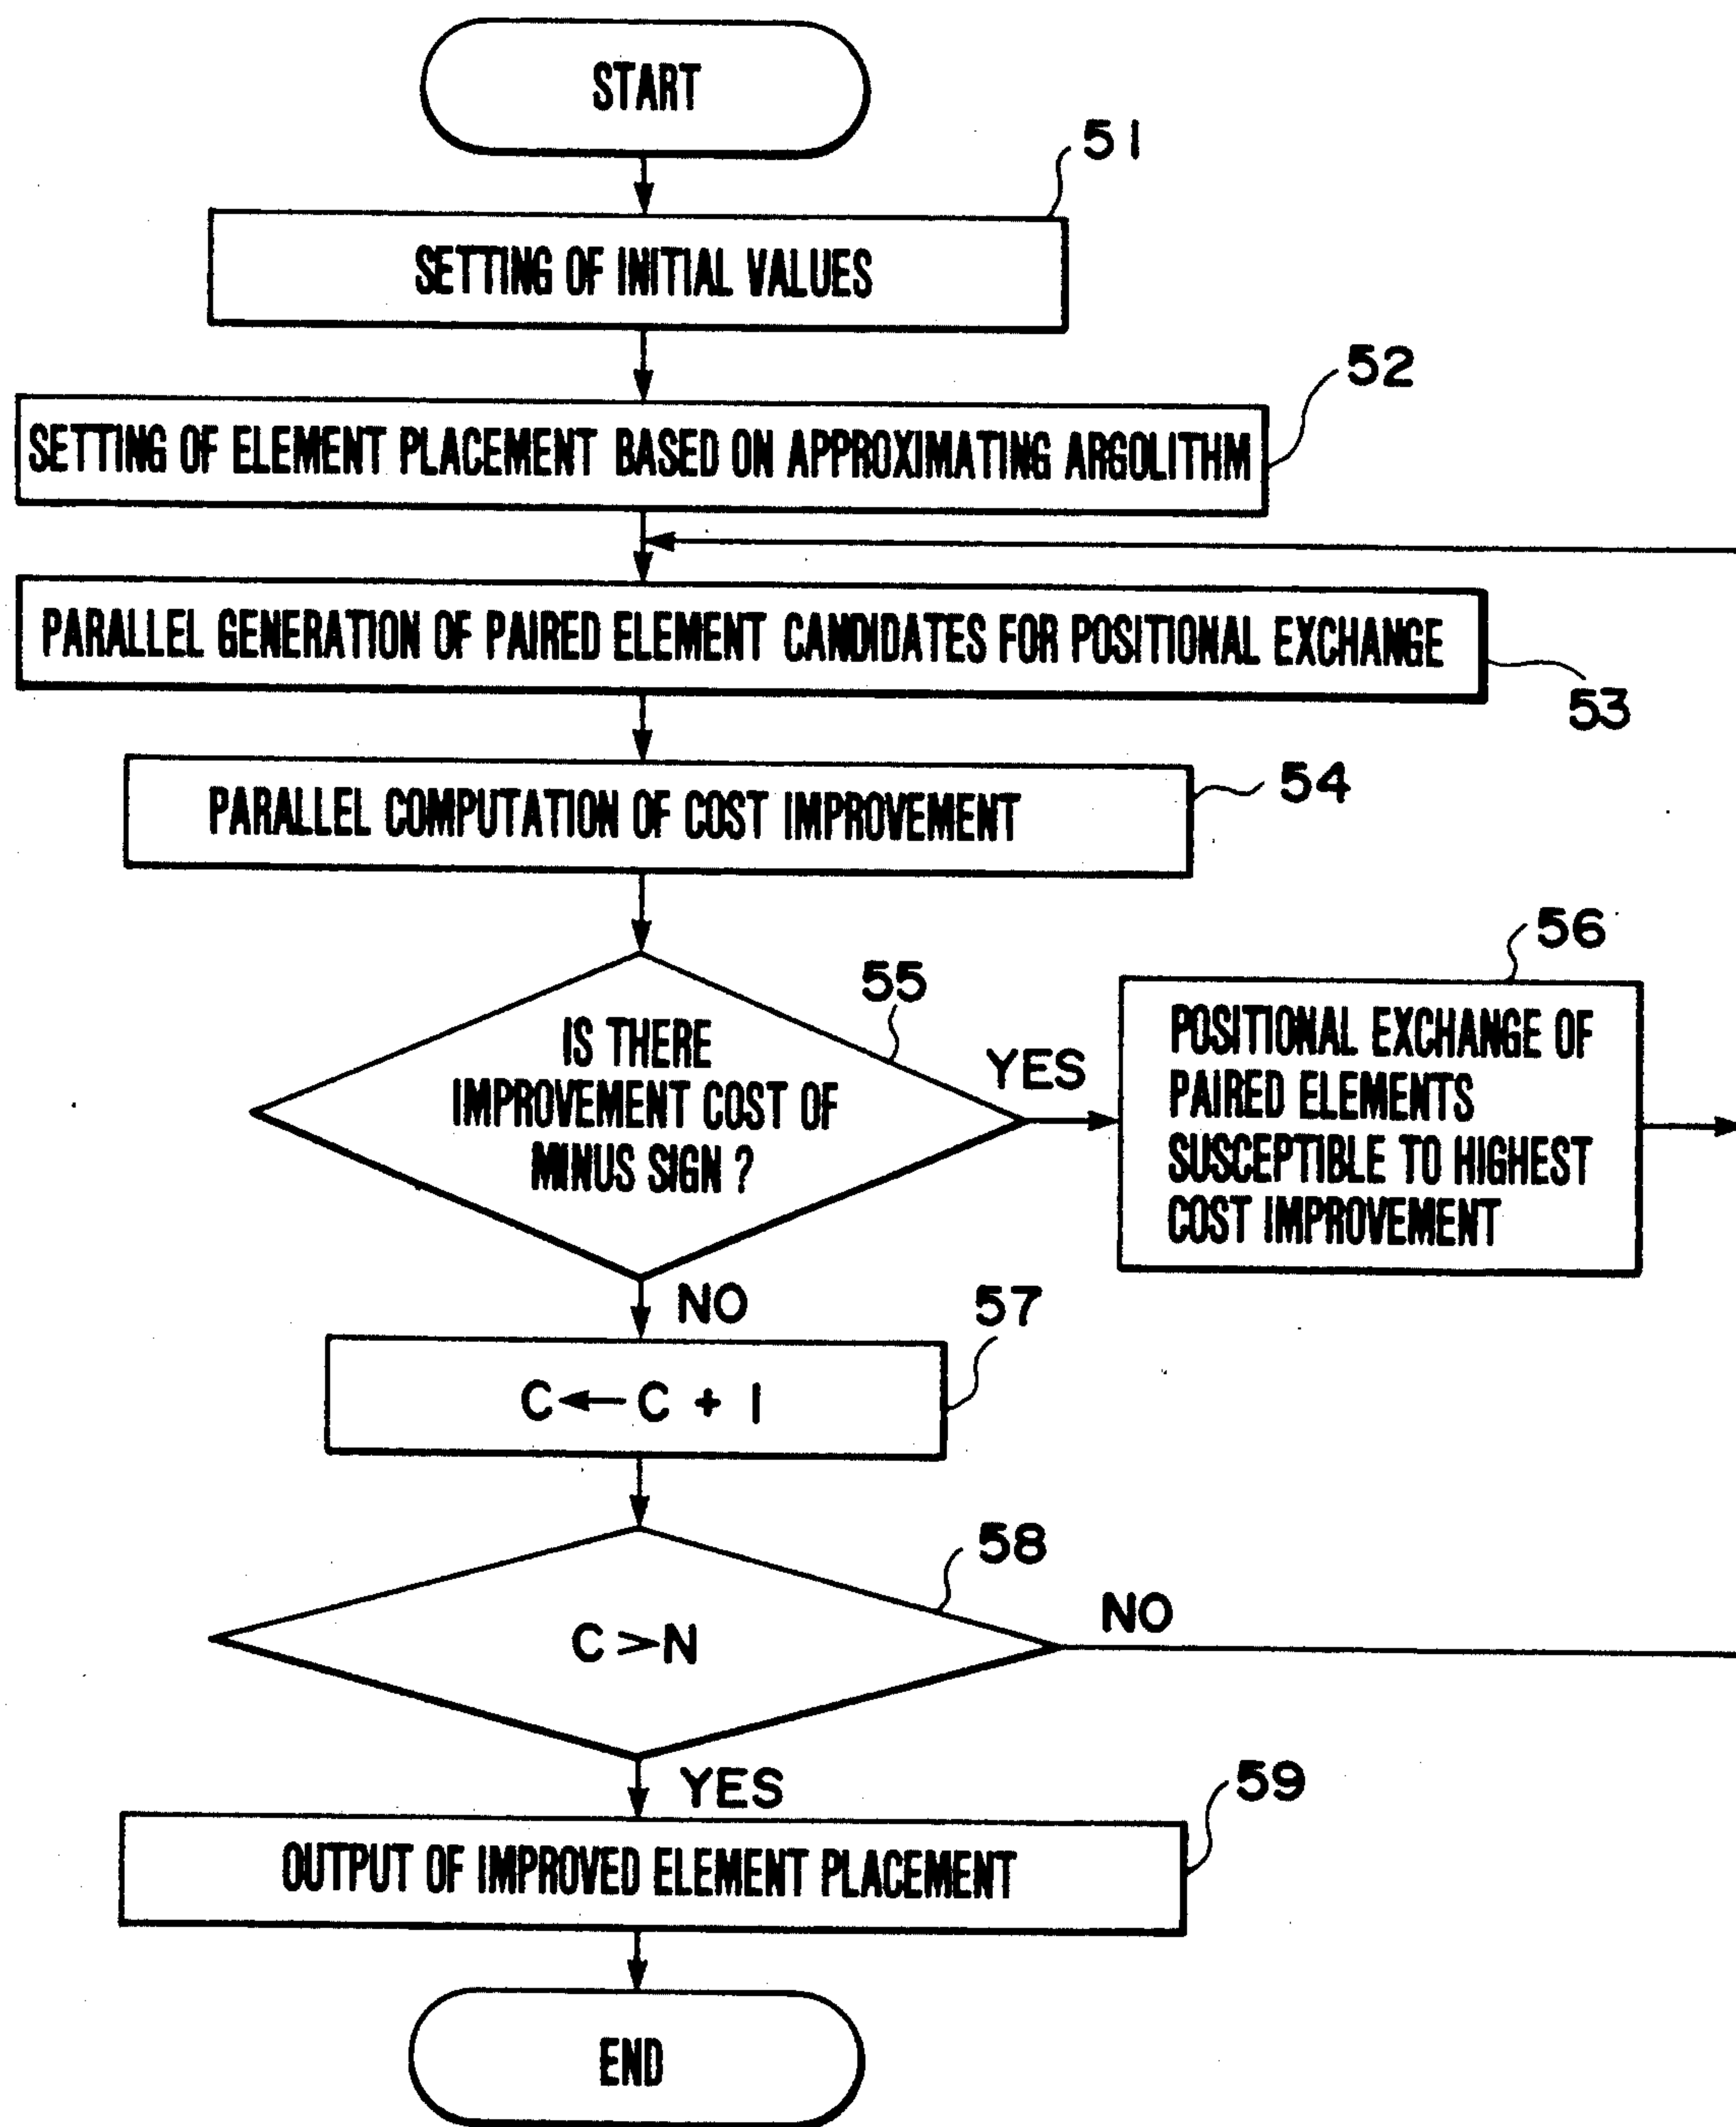 START
51
SETTING OF INITIAL VALUES
52
SETTING OF ELEMENT PLACEMENT BASED ON APPROXIMATING ARGOLITHM
PARALLEL GENERATION OF PAIRED ELEMENT CANDIDATES FOR POSITIONAL EXCHANGE
53
PARALLEL COMPUTATION OF COST IMPROVEMENT
54
55
IS THERE
IMPROVEMENT COST OF
MINUS SIGN ?
YES
56
POSITIONAL EXCHANGE OF
PAIRED ELEMENTS
SUSCEPTIBLE TO HIGHEST
COST IMPROVEMENT
NO
57
C ← C + 1
58
C > N
NO
YES
59
OUTPUT OF IMPROVED ELEMENT PLACEMENT
END